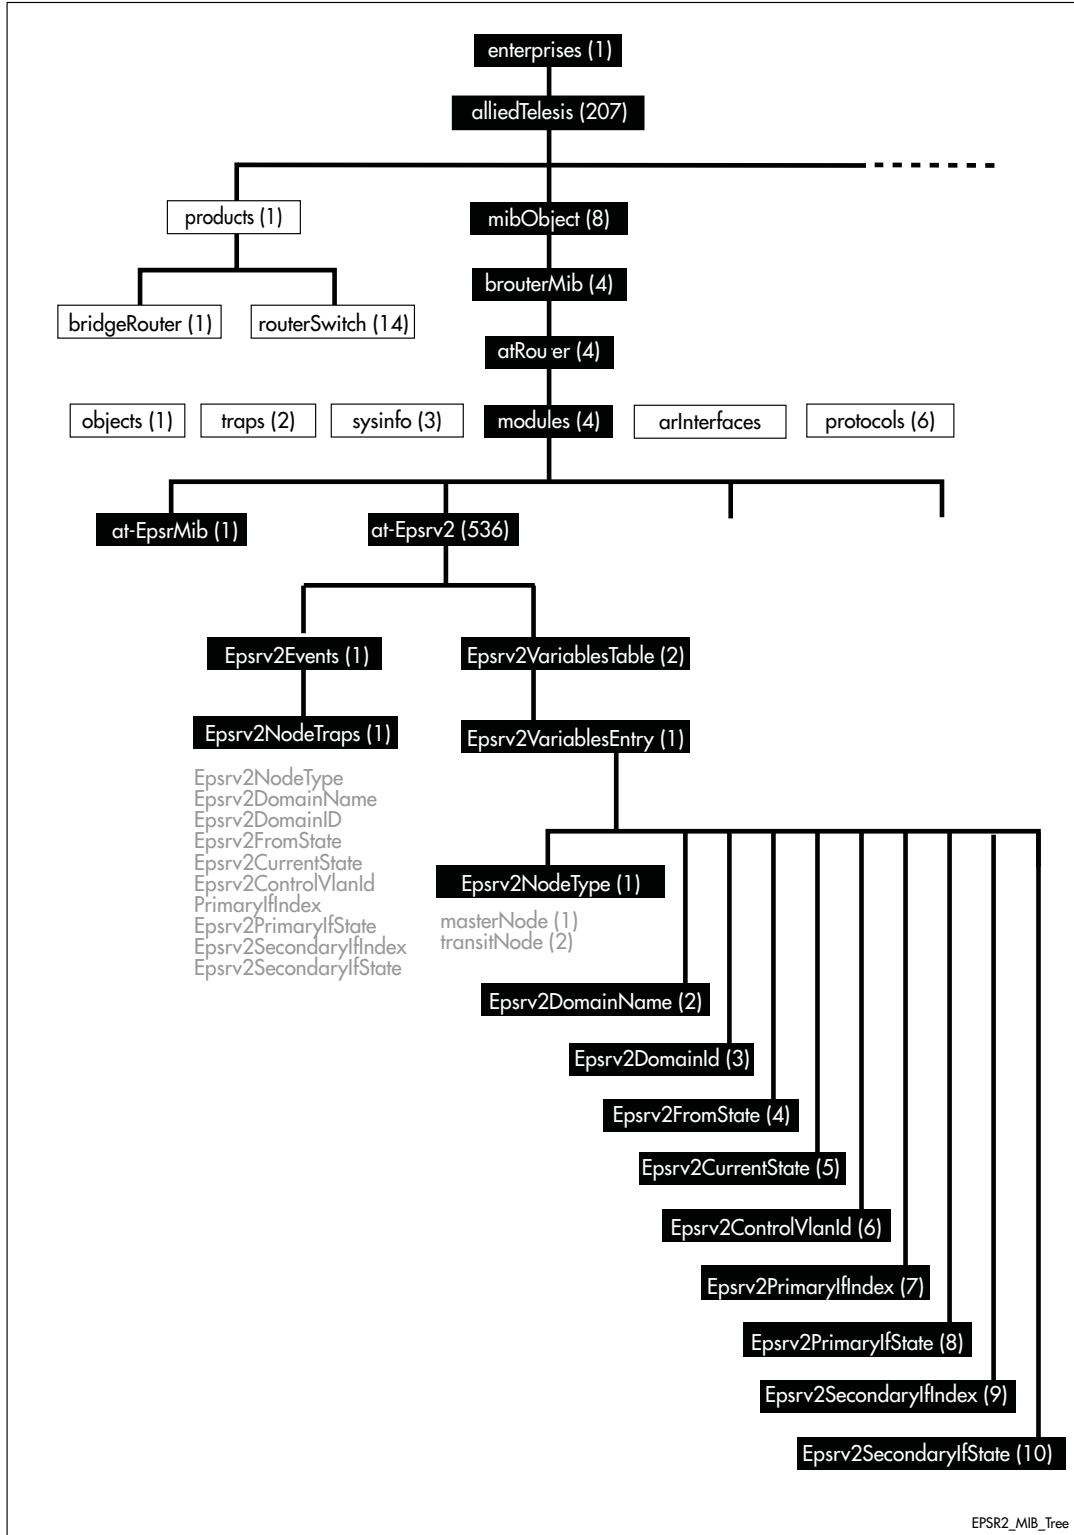 enterprises (1)
alliedTelesis (207)
products (1)
mibObject (8)
brouterMib (4)
bridgeRouter (1)
routerSwitch (14)
atRouter (4)
objects (1)
traps (2)
sysinfo (3)
modules (4)
arInterfaces
protocols (6)
at-EpsrMib (1)
at-Epsrv2 (536)
Epsrv2Events (1)
Epsrv2VariablesTable (2)
Epsrv2NodeTraps (1)
Epsrv2VariablesEntry (1)
Epsrv2NodeType
Epsrv2DomainName
Epsrv2DomainID
Epsrv2FromState
Epsrv2CurrentState
Epsrv2ControlVlanId
PrimaryIfIndex
Epsrv2PrimaryIfState
Epsrv2SecondaryIfIndex
Epsrv2SecondaryIfState
Epsrv2NodeType (1)
masterNode (1)
transitNode (2)
Epsrv2DomainName (2)
Epsrv2DomainId (3)
Epsrv2FromState (4)
Epsrv2CurrentState (5)
Epsrv2ControlVlanId (6)
Epsrv2PrimaryIfIndex (7)
Epsrv2PrimaryIfState (8)
Epsrv2SecondaryIfIndex (9)
Epsrv2SecondaryIfState (10)
EPSR2_MIB_Tree